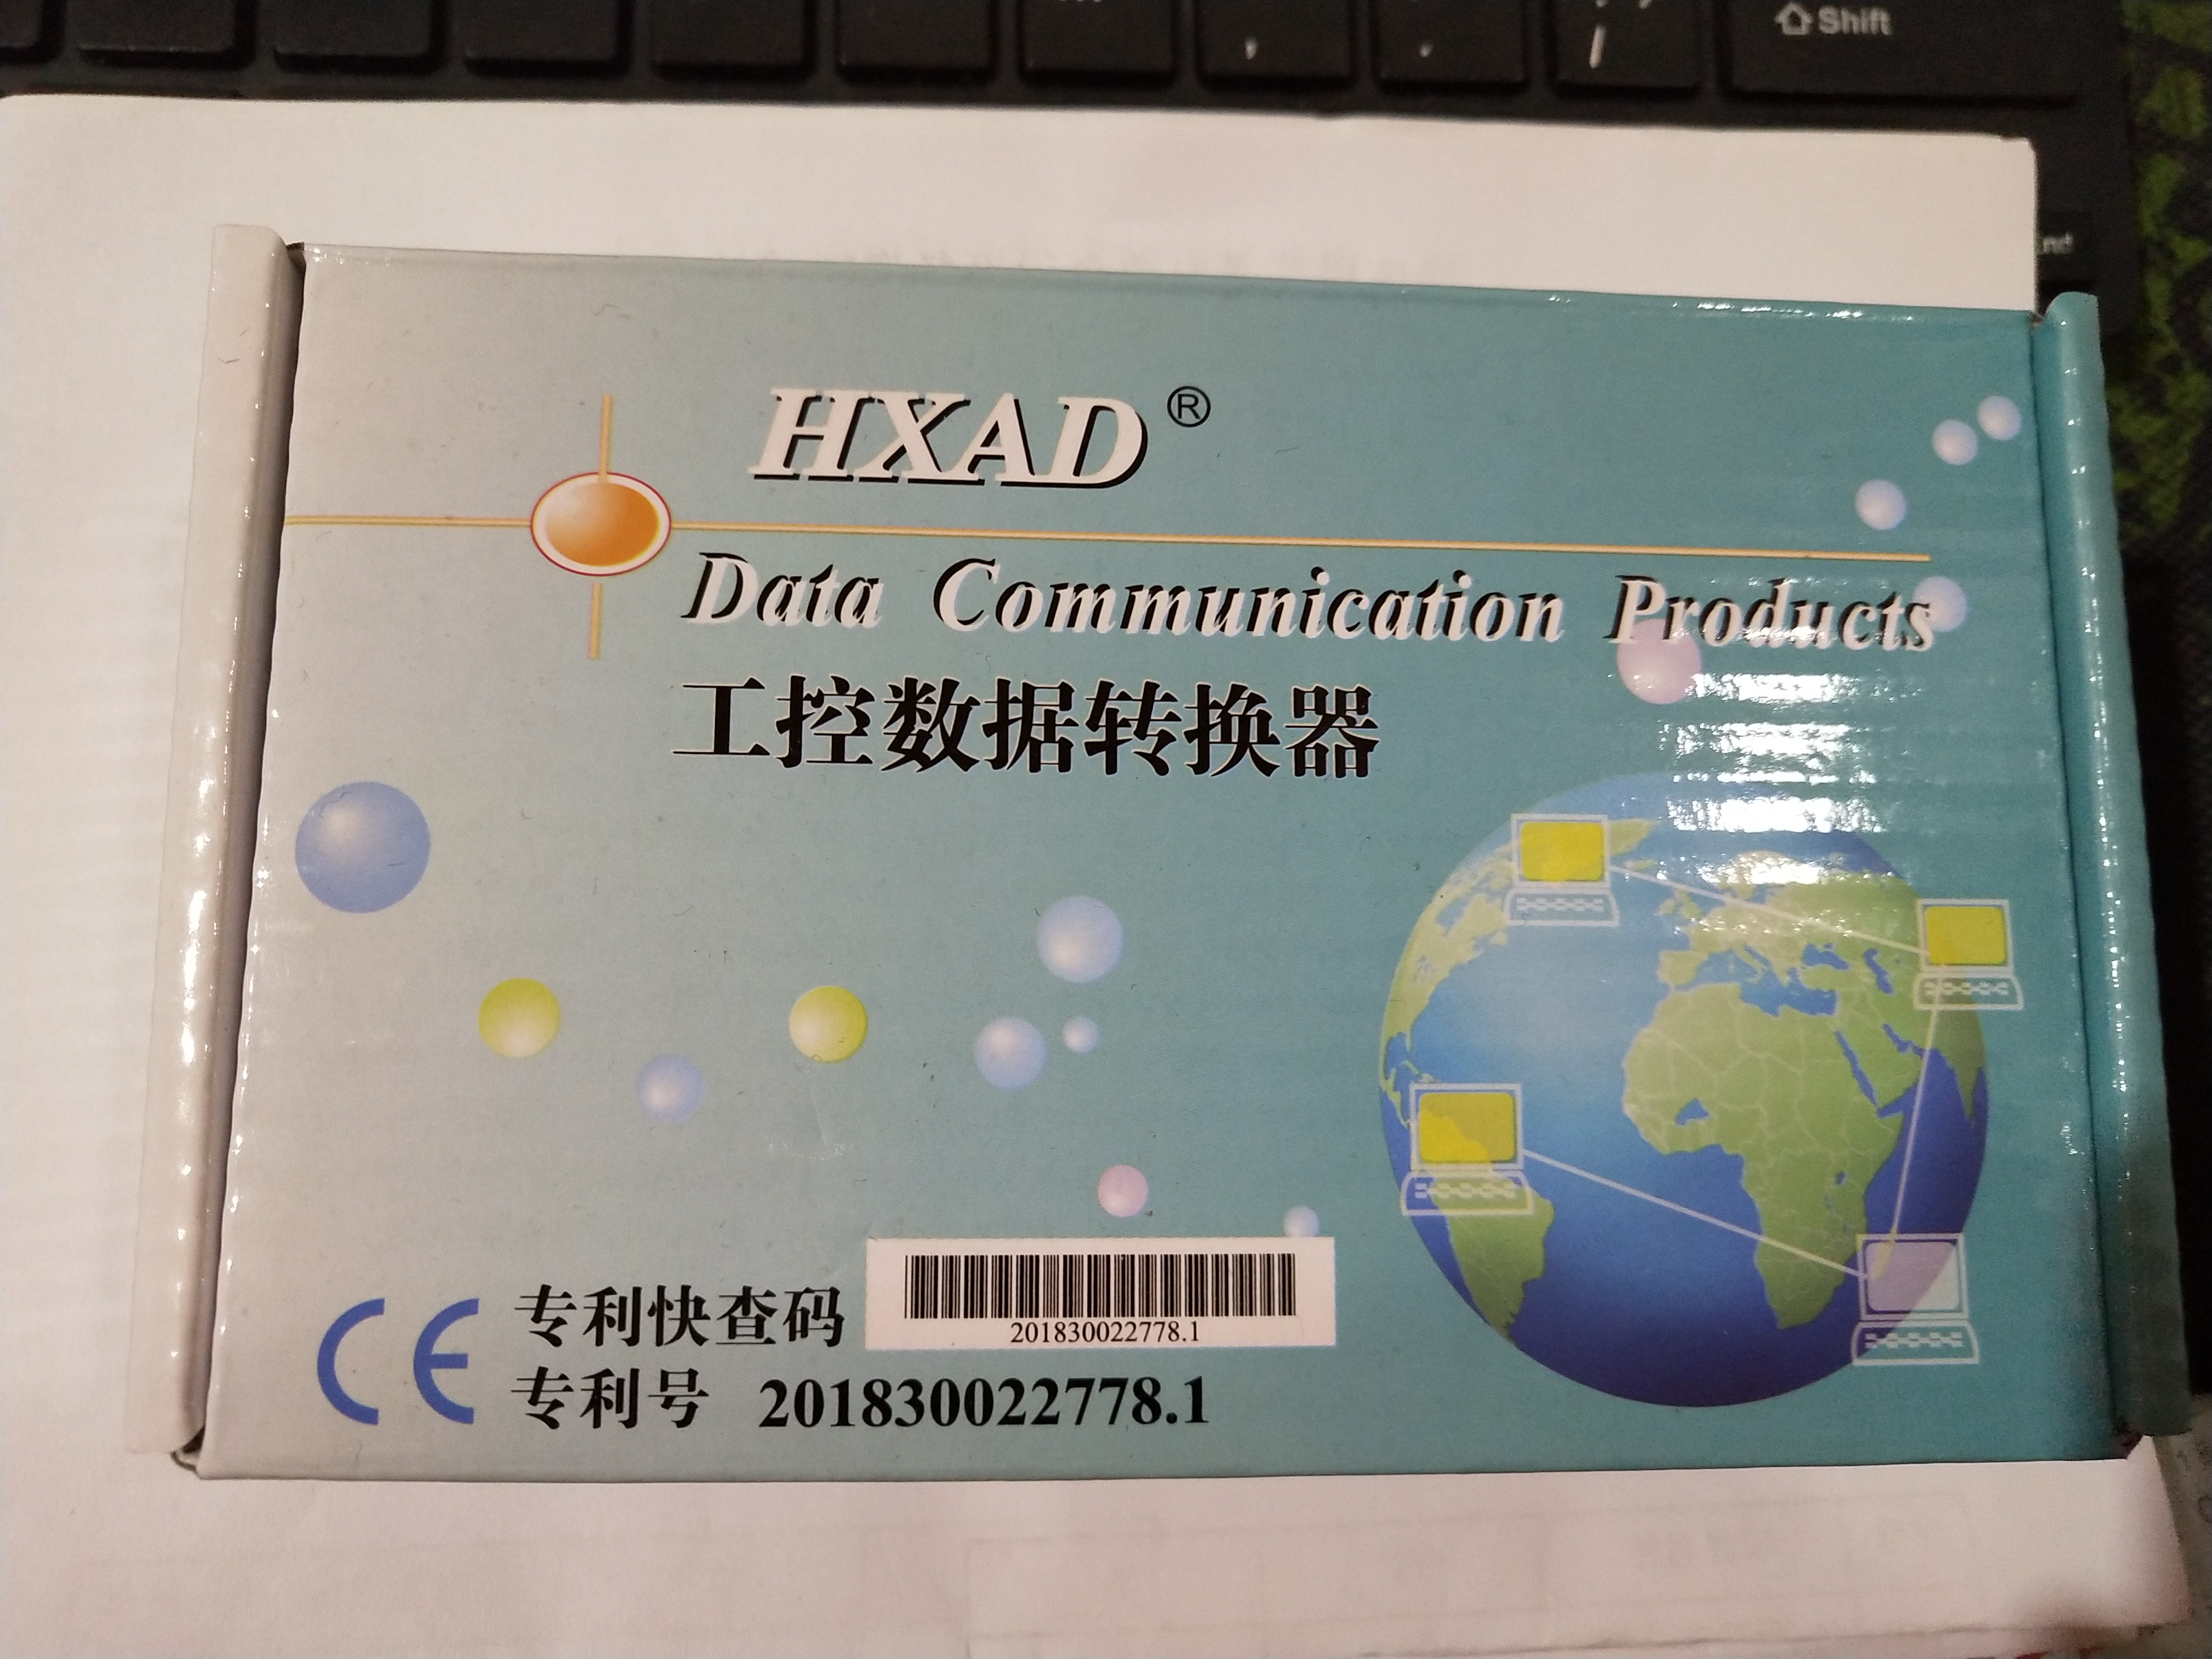 Shift
HXAD®
Data Communication Products
工控数据转换器
CE
专利快查码
201830022778.1
专利号 201830022778.1